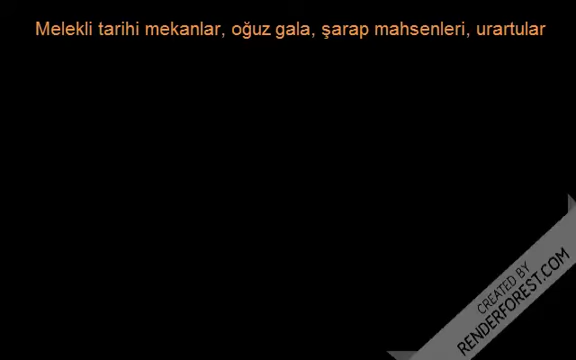 Melekli tarihi mekanlar, oğuz gala, şarap mahsenleri, urartular
CREATED BY
RENDERFOREST.COM